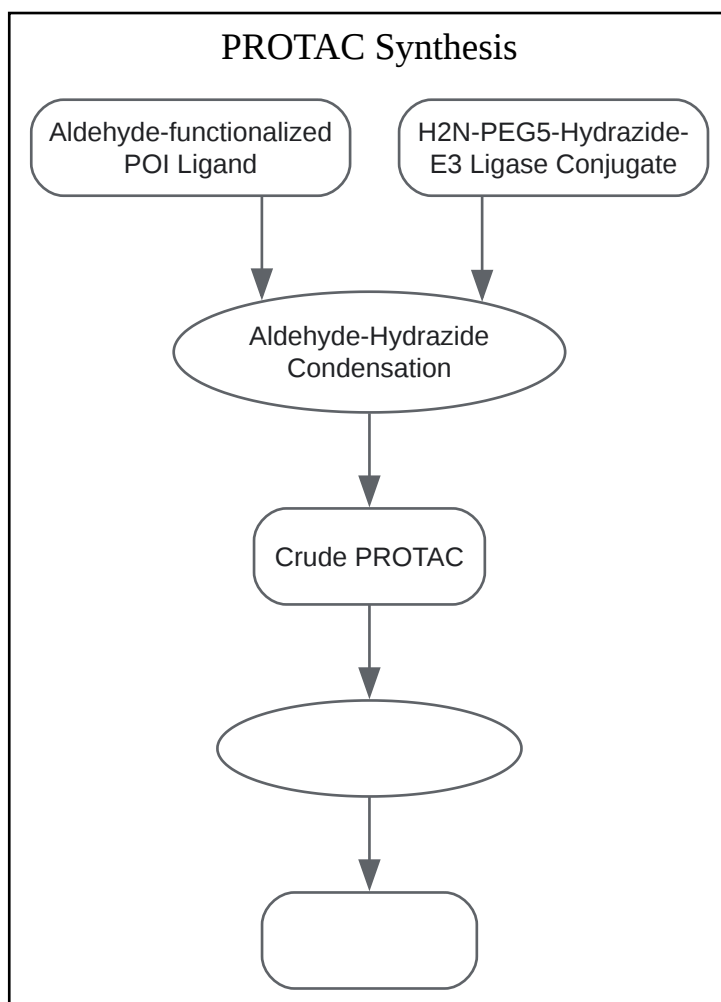 PROTAC Synthesis
Aldehyde-functionalized
POI Ligand
H2N-PEG5-Hydrazide-
E3 Ligase Conjugate
Aldehyde-Hydrazide
Condensation
Crude PROTAC